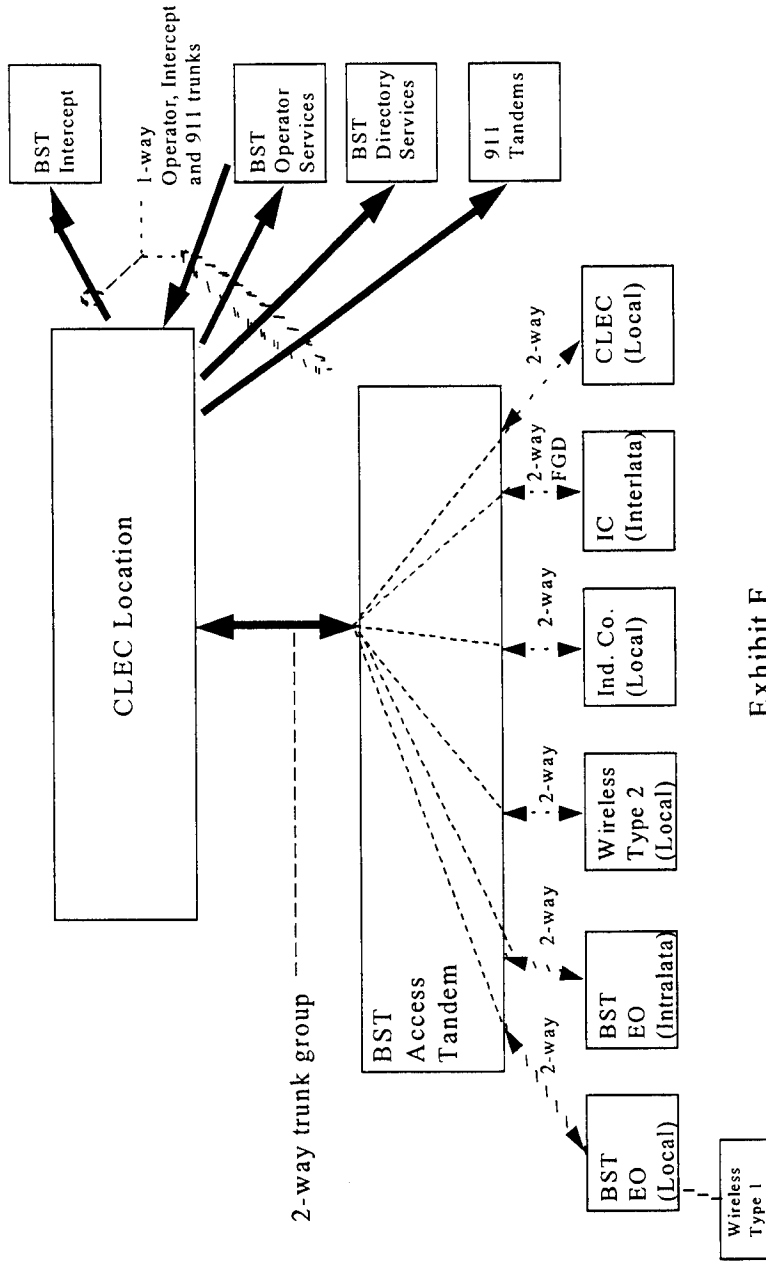 CLEC Location
BST
Intercept
1-way
Operator, Intercept
and 911 trunks
BST
Operator
Services
BST
Directory
Services
911
Tandems
2-way trunk group
BST
Access
Tandem
2-way
2-way
2-way
2-way
2-way
FGD
2-way
BST
EO
(Local)
BST
EO
(Intralata)
Wireless
Type 2
(Local)
Ind. Co.
(Local)
IC
(Interlata)
CLEC
(Local)
Wireless
Type 1